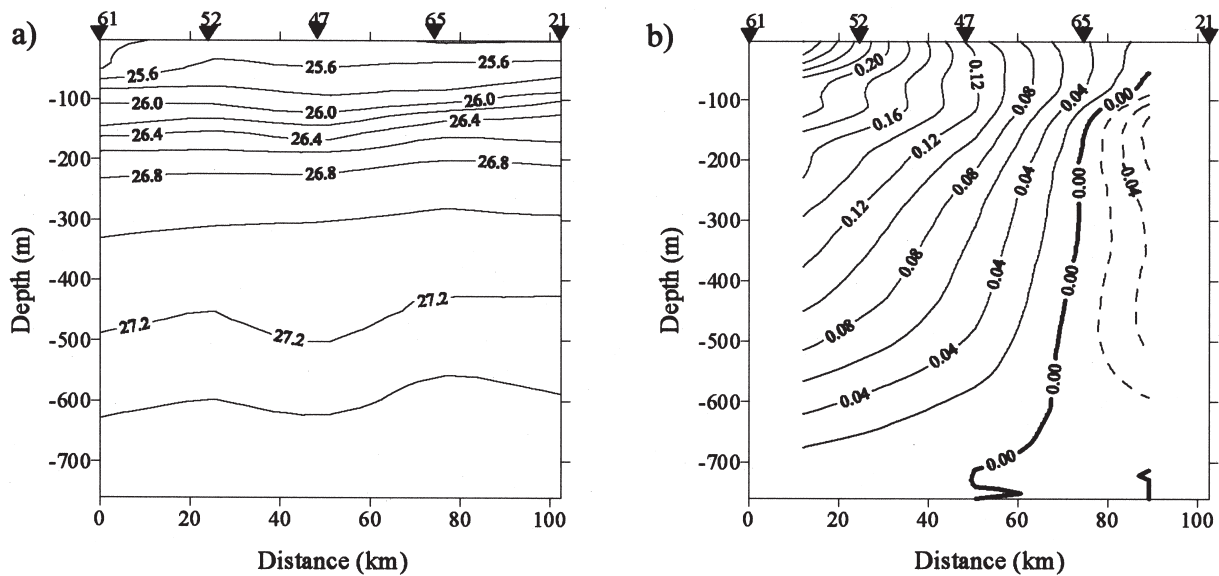 a)
61 52 47 65 21
25.6 25.6 25.6
-100
26.0 26.0 26.0
26.4 26.4 26.4
-200
26.8 26.8 26.8
-300
-400
27.2 27.2 27.2
-500
-600
-700
Depth (m)
0 20 40 60 80 100
Distance (km)
b)
61 52 47 65 21
0.20 0.12 0.08 0.04 0.00
-100
0.16 0.12
-200
0.08 0.04 0.00 -0.04
0.12
-300
0.08 0.04 0.00
-400
0.08
-500
0.04 0.00
0.04
-600
-700
0.00
Depth (m)
0 20 40 60 80 100
Distance (km)